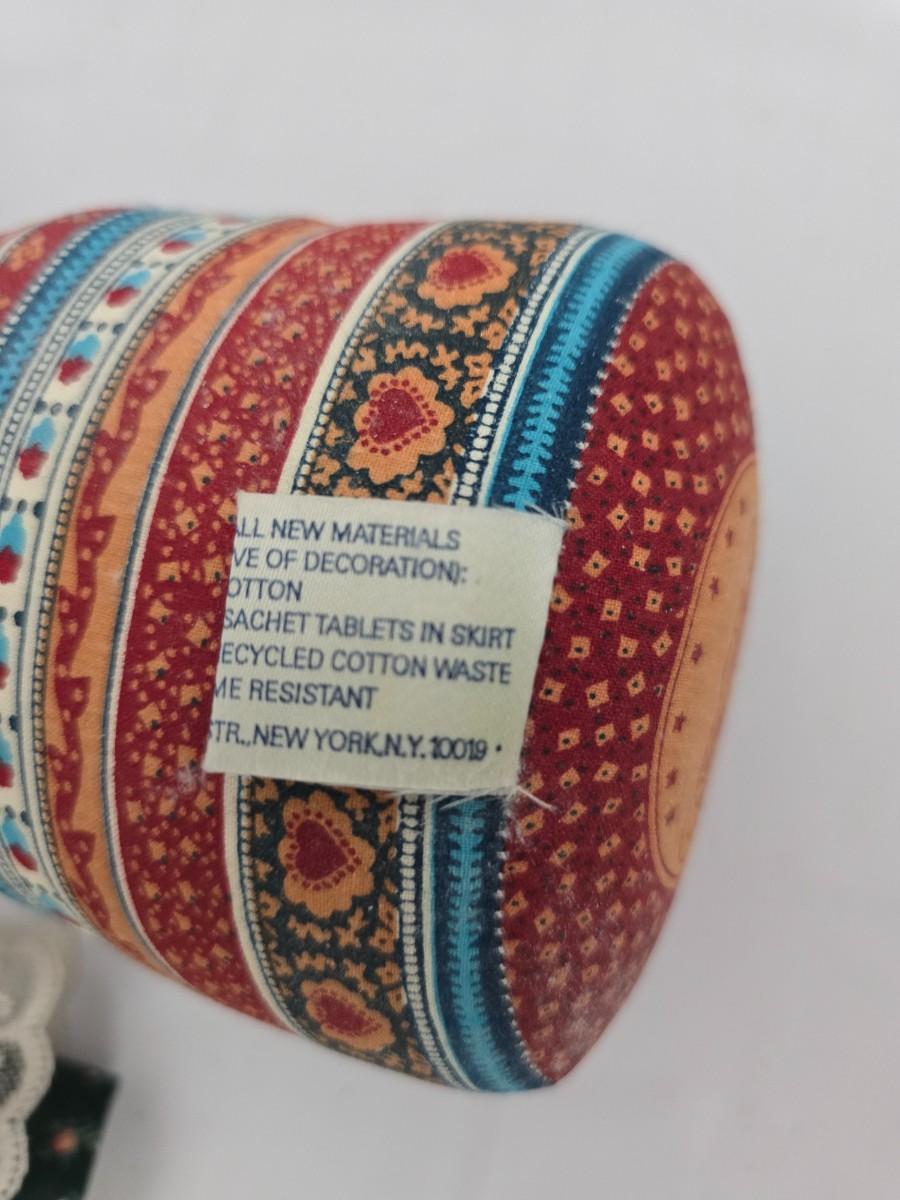 ALL NEW MATERIALS
VE OF DECORATION):
OTTON
SACHET TABLETS IN SKIRT
ECYCLED COTTON WASTE
ME RESISTANT
STR., NEW YORK, N.Y. 10019 •